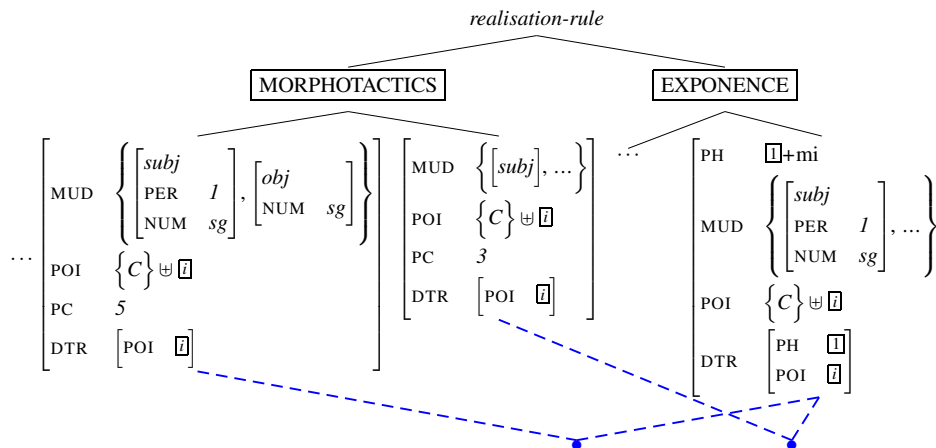 realisation-rule
MORPHOTACTICS EXPONENCE
… [MUD {[subj PER 1 NUM sg], [obj NUM sg]}
POI {C} ⊎ [i]
PC 5
DTR [POI [i]]]
[MUD {[subj], …}
POI {C} ⊎ [i]
PC 3
DTR [POI [i]]]
…
[PH [1]+mi
MUD {[subj PER 1 NUM sg], …}
POI {C} ⊎ [i]
DTR [PH [1] POI [i]]]